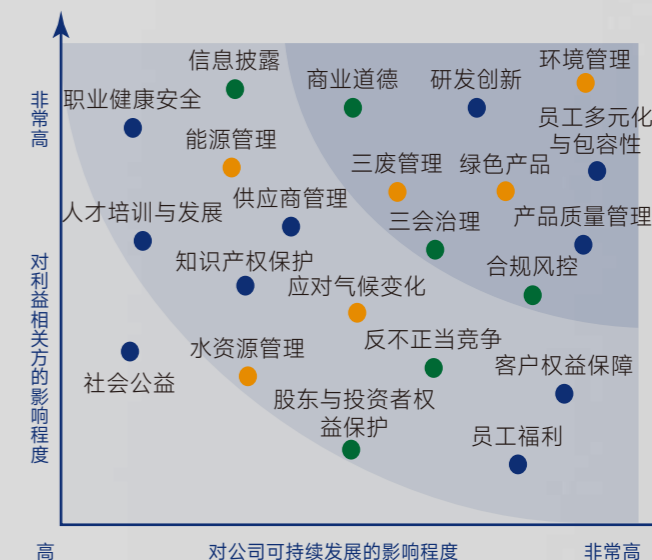 信息披露
环境管理
商业道德
研发创新
职业健康安全
非常高
员工多元化
与包容性
能源管理
三废管理
绿色产品
供应商管理
人才培训与发展
三会治理
产品质量管理
知识产权保护
合规风控
应对气候变化
对利益相关方的影响程度
反不正当竞争
水资源管理
客户权益保障
社会公益
股东与投资者权
益保护
员工福利
高
对公司可持续发展的影响程度
非常高